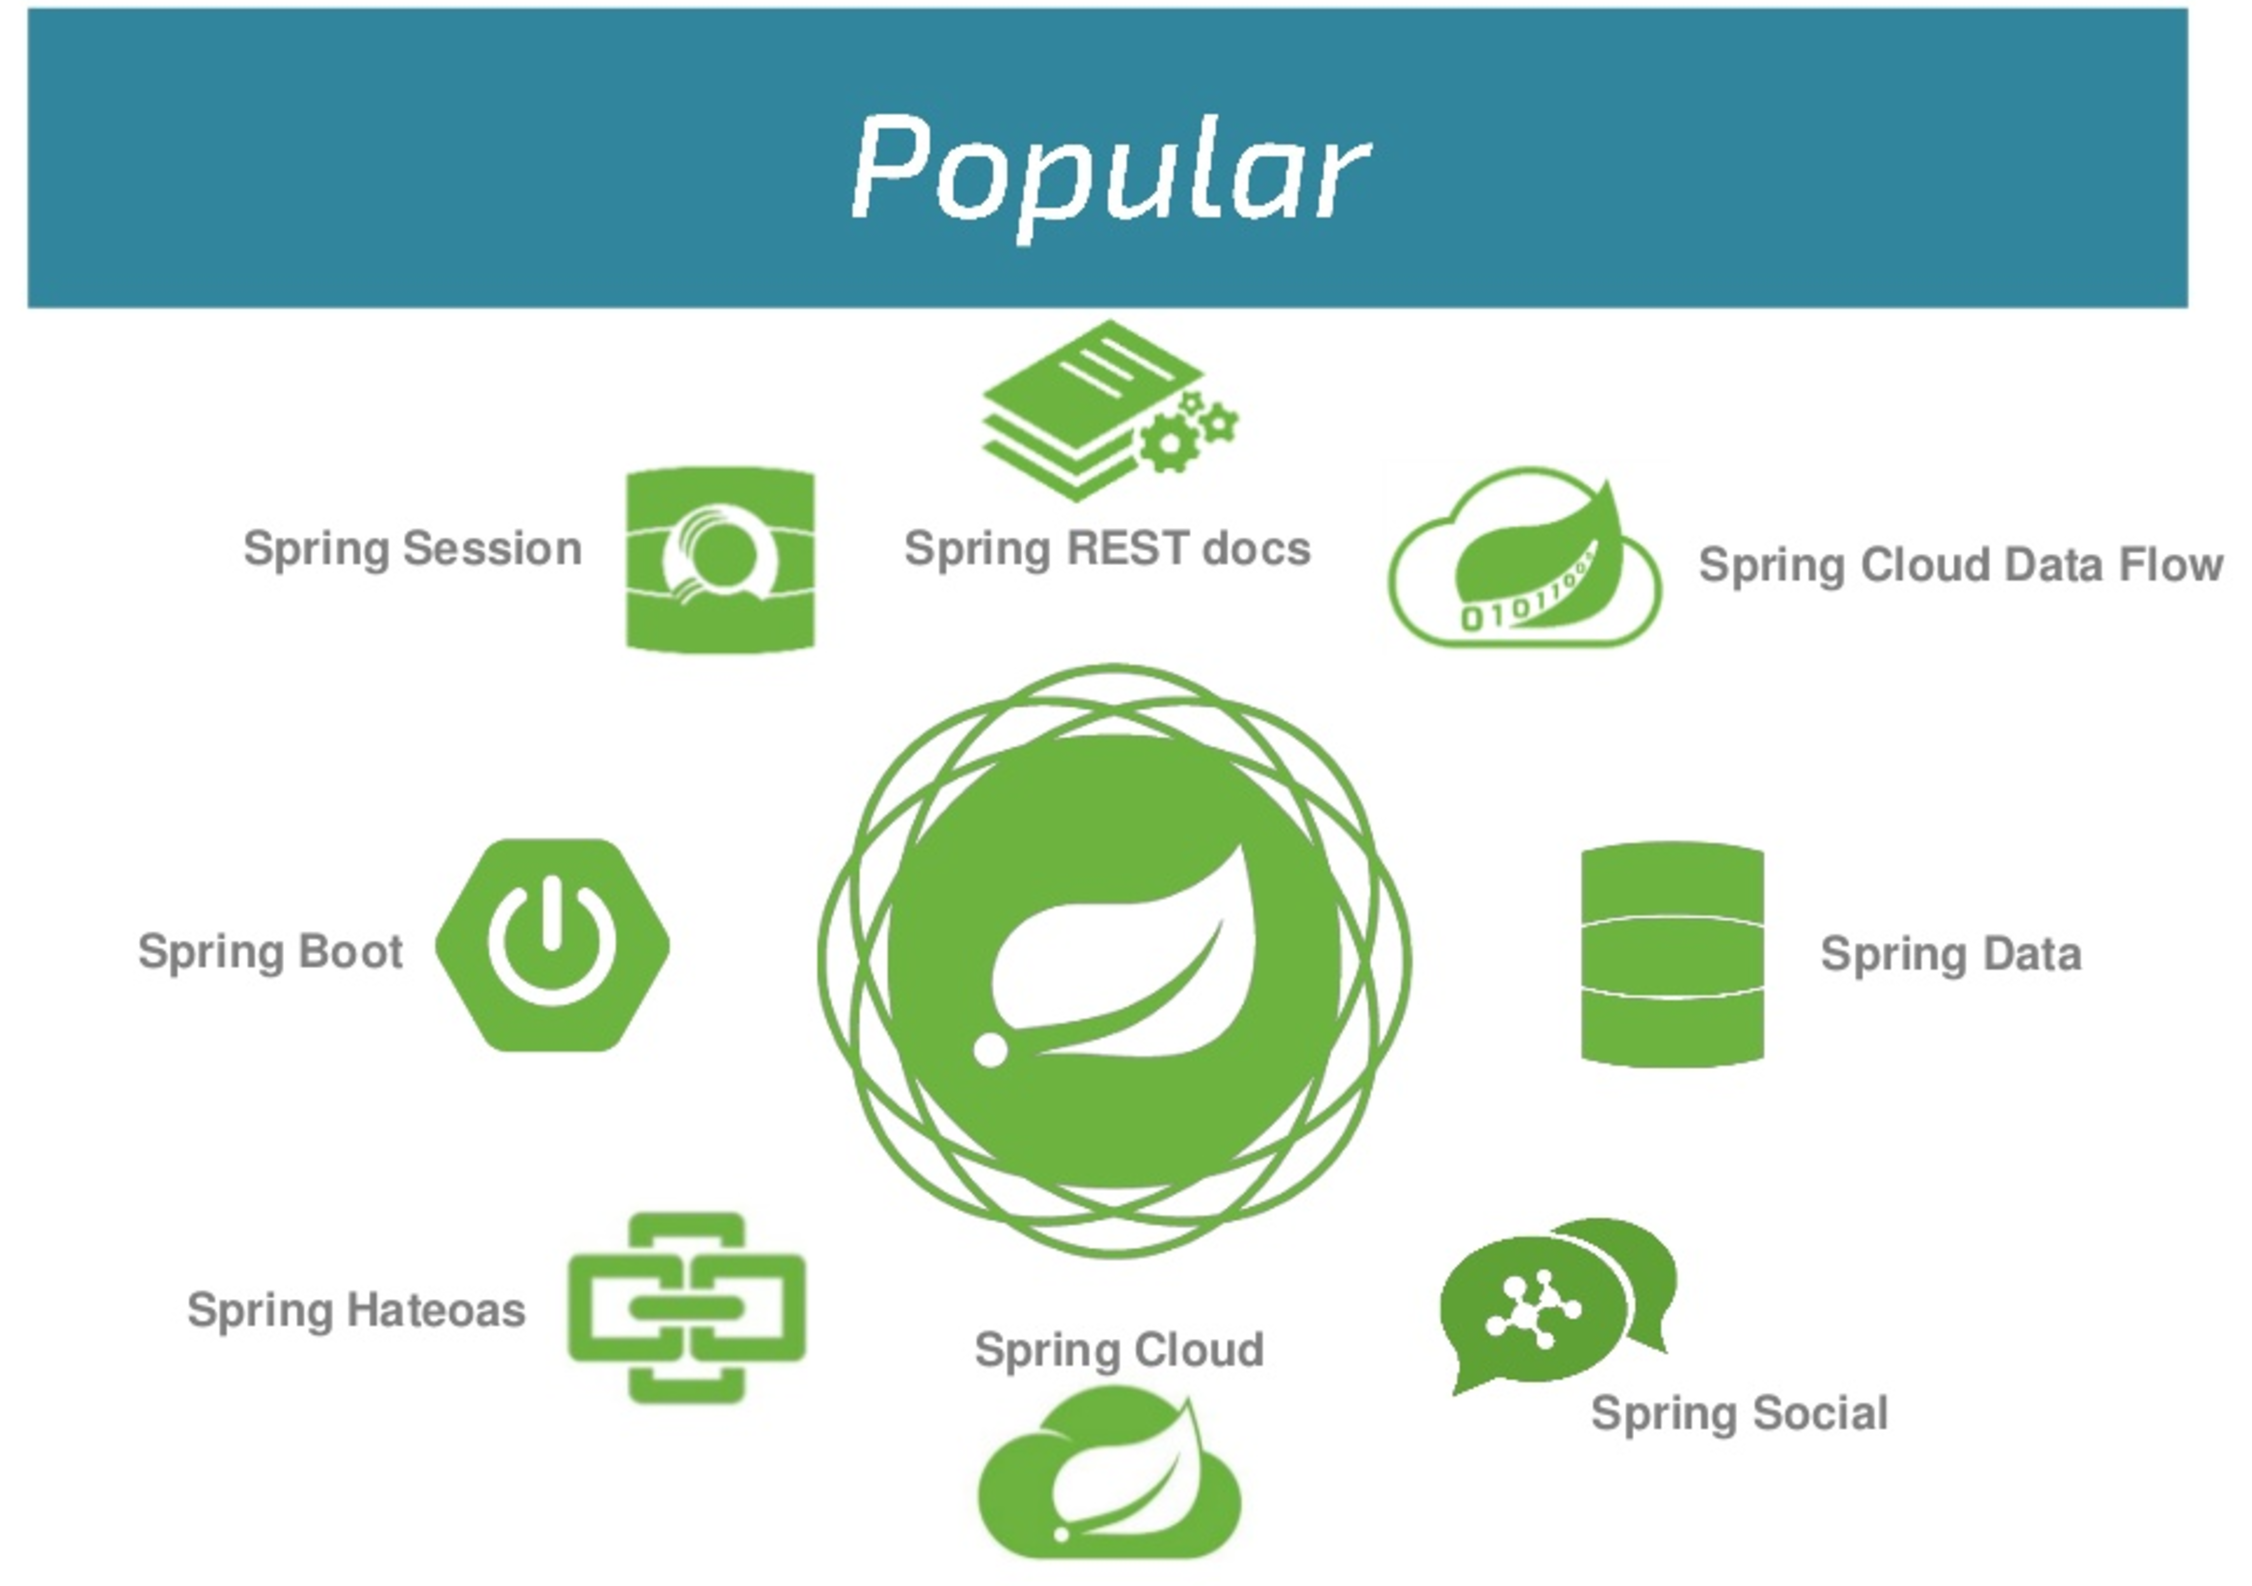 Popular
Spring Session
Spring REST docs
Spring Cloud Data Flow
010110001
Spring Boot
Spring Data
Spring Hateoas
Spring Cloud
Spring Social